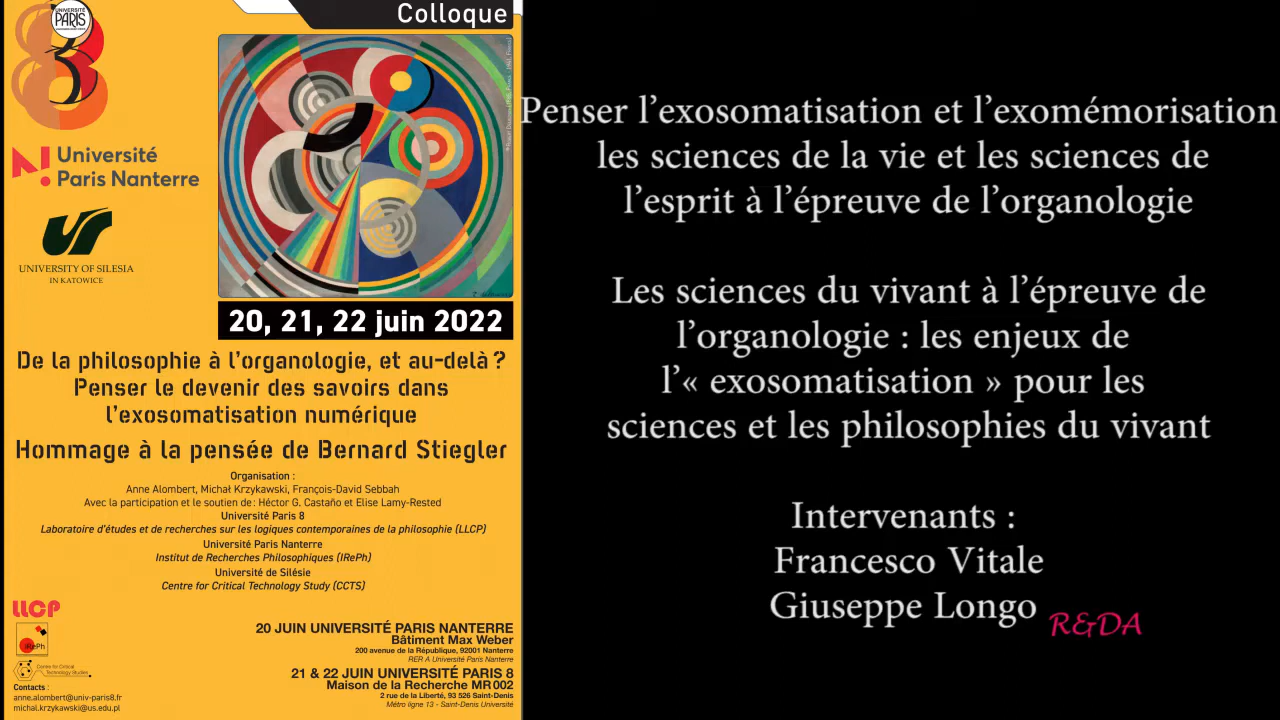 Colloque
UNIVERSITÉ
PARIS
8
3
Université
Paris Nanterre
UNIVERSITY OF SILESIA
IN KATOWICE
20, 21, 22 juin 2022
De la philosophie à l'organologie, et au-delà ?
Penser le devenir des savoirs dans
l'exosomatisation numérique
Hommage à la pensée de Bernard Stiegler
Organisation :
Anne Alombert, Michał Krzykawski, François-David Sebbah
Avec la participation et le soutien de : Héctor G. Castaño et Elise Lamy-Rested
Université Paris 8
Laboratoire d'études et de recherches sur les logiques contemporaines de la philosophie (LLCP)
Université Paris Nanterre
Institut de Recherches Philosophiques (IRePh)
Université de Silésie
Centre for Critical Technology Study (CCTS)
LLCP
IRePh
Centre for Critical
Technology Studies
Contacts :
anne.alombert@univ-paris8.fr
michal.krzykawski@us.edu.pl
20 JUIN UNIVERSITÉ PARIS NANTERRE
Bâtiment Max Weber
200 avenue de la République, 92001 Nanterre
RER A Université Paris Nanterre
21 & 22 JUIN UNIVERSITÉ PARIS 8
Maison de la Recherche MR 002
2 rue de la Liberté, 93 526 Saint-Denis
Métro ligne 13 - Saint-Denis Université
Penser l'exosomatisation et l'exomémorisation
les sciences de la vie et les sciences de
l'esprit à l'épreuve de l'organologie
Les sciences du vivant à l'épreuve de
l'organologie : les enjeux de
l'« exosomatisation » pour les
sciences et les philosophies du vivant
Intervenants :
Francesco Vitale
Giuseppe Longo
R&DA